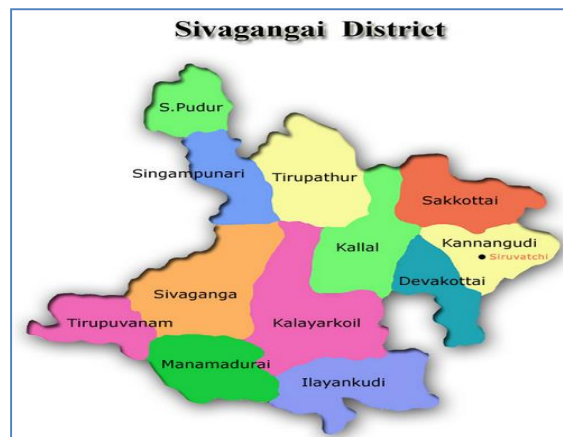 Sivagangai District
S.Pudur
Singampunari
Tirupathur
Sakkottai
Kallal
Kannangudi
Siruvatchi
Devakottai
Sivaganga
Tirupuvanam
Kalayarkoil
Manamadurai
Ilayankudi